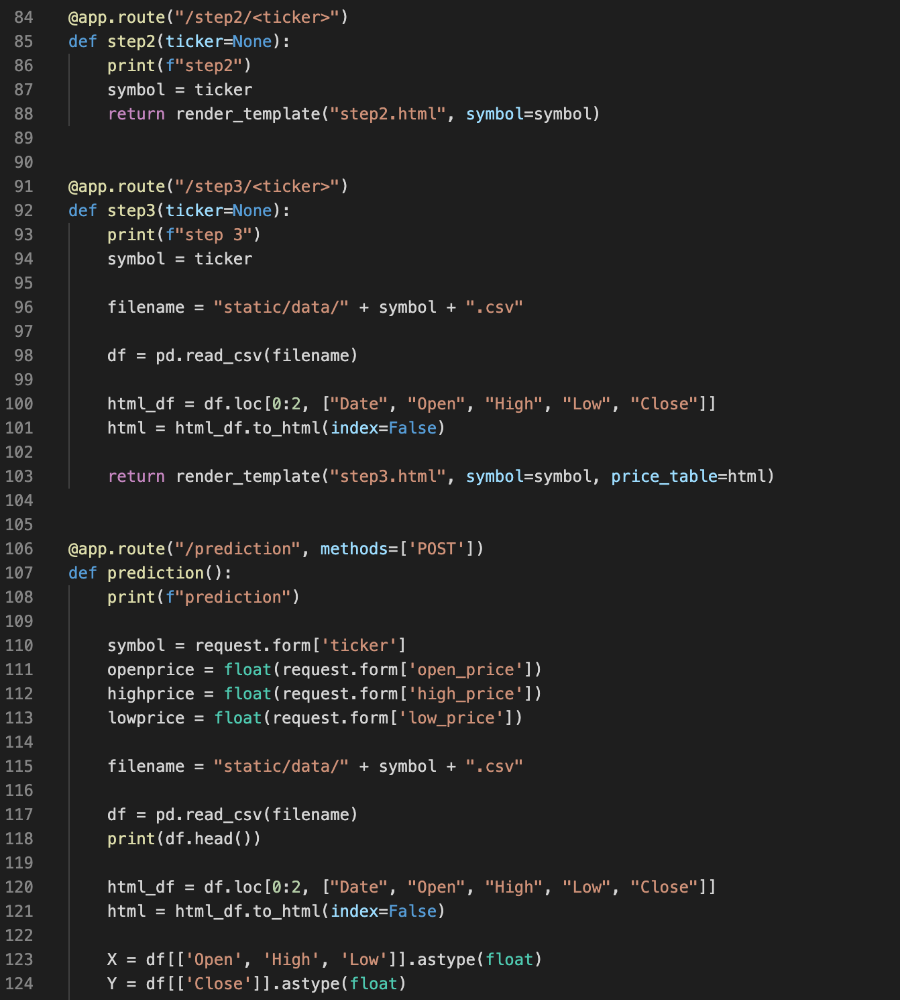 84 @app.route("/step2/<ticker>")
85 def step2(ticker=None):
86     print(f"step2")
87     symbol = ticker
88     return render_template("step2.html", symbol=symbol)
89
90
91 @app.route("/step3/<ticker>")
92 def step3(ticker=None):
93     print(f"step 3")
94     symbol = ticker
95
96     filename = "static/data/" + symbol + ".csv"
97
98     df = pd.read_csv(filename)
99
100     html_df = df.loc[0:2, ["Date", "Open", "High", "Low", "Close"]]
101     html = html_df.to_html(index=False)
102
103     return render_template("step3.html", symbol=symbol, price_table=html)
104
105
106 @app.route("/prediction", methods=['POST'])
107 def prediction():
108     print(f"prediction")
109
110     symbol = request.form['ticker']
111     openprice = float(request.form['open_price'])
112     highprice = float(request.form['high_price'])
113     lowprice = float(request.form['low_price'])
114
115     filename = "static/data/" + symbol + ".csv"
116
117     df = pd.read_csv(filename)
118     print(df.head())
119
120     html_df = df.loc[0:2, ["Date", "Open", "High", "Low", "Close"]]
121     html = html_df.to_html(index=False)
122
123     X = df[['Open', 'High', 'Low']].astype(float)
124     Y = df[['Close']].astype(float)